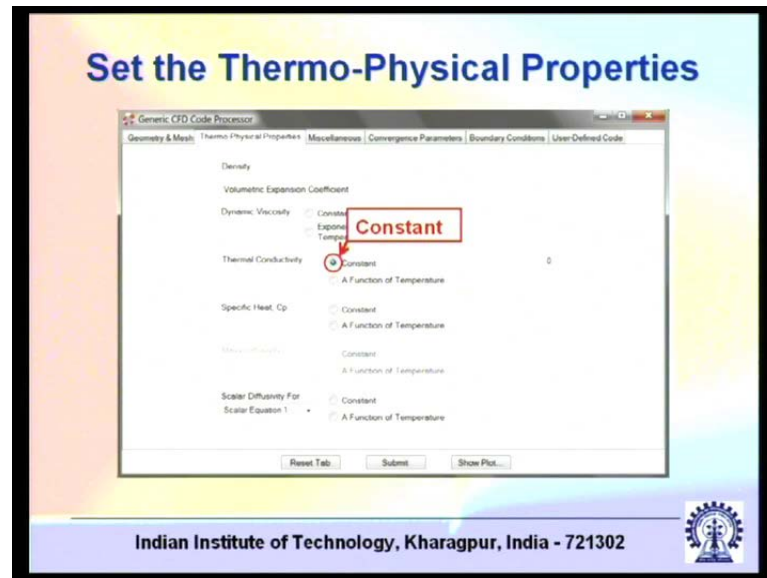 Set the Thermo-Physical Properties
Generic CFD Code Processor
Geometry & Mesh Thermo-Physical Properties Miscellaneous Convergence Parameters Boundary Conditions User-Defined Code
Density
Volumetric Expansion Coefficient
Dynamic Viscosity
Constant
Thermal Conductivity Constant 0
A Function of Temperature
Specific Heat, Cp Constant
A Function of Temperature
Constant
A Function of Temperature
Scalar Diffusivity For Constant
Scalar Equation 1 A Function of Temperature
Reset Tab Submit Show Plot...
Indian Institute of Technology, Kharagpur, India - 721302